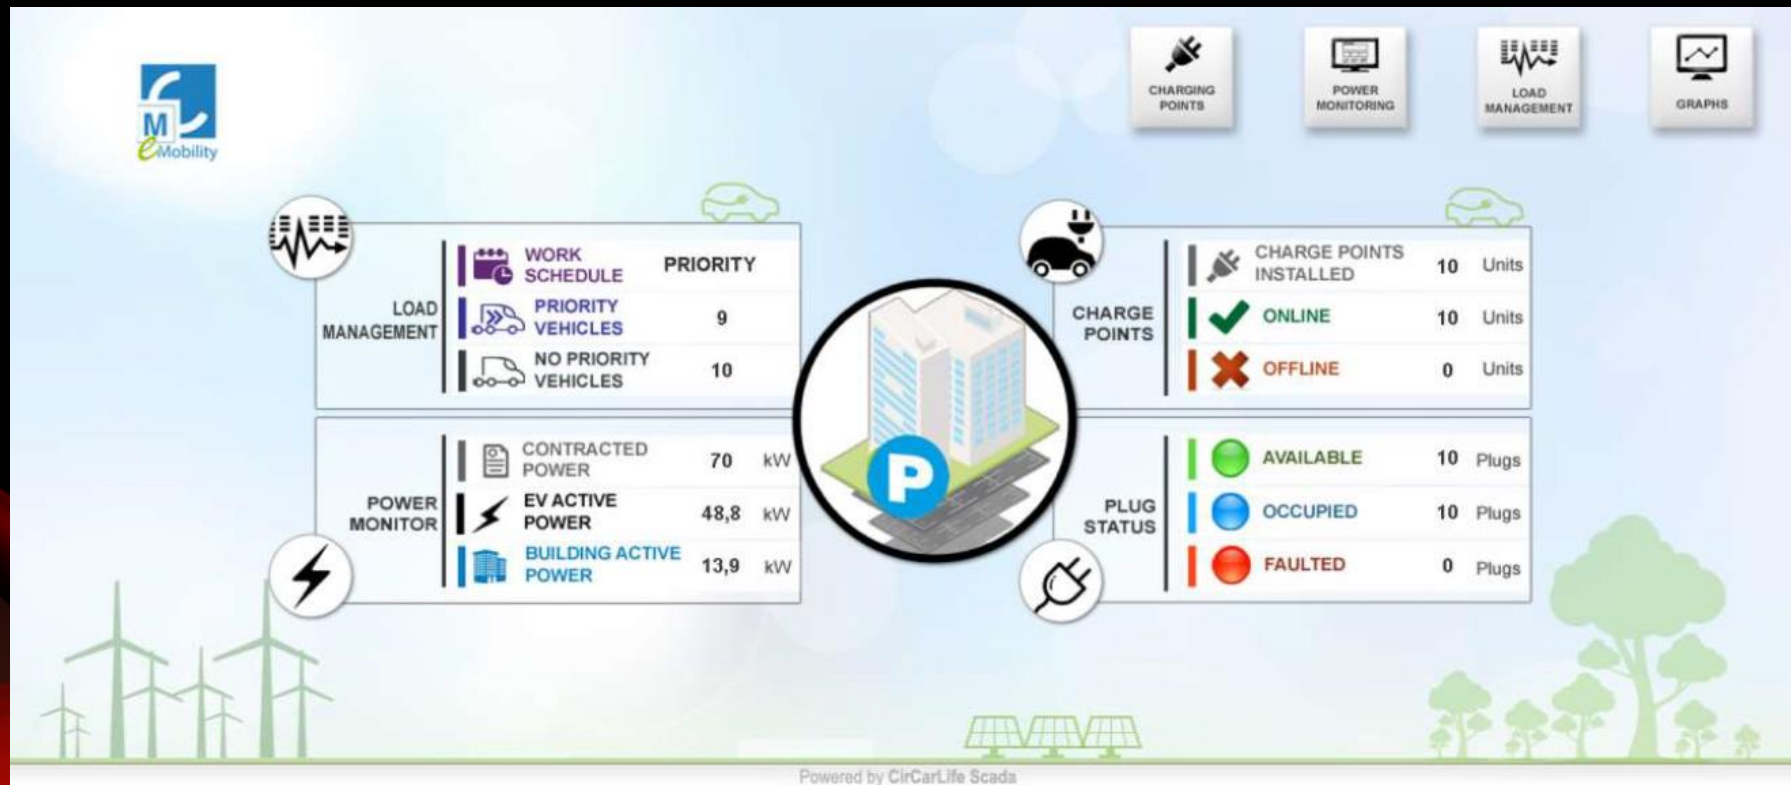 M
eMobility
CHARGING
POINTS
POWER
MONITORING
LOAD
MANAGEMENT
GRAPHS
LOAD
MANAGEMENT
WORK
SCHEDULE
PRIORITY
PRIORITY
VEHICLES
9
NO PRIORITY
VEHICLES
10
POWER
MONITOR
CONTRACTED
POWER
70 kW
EV ACTIVE
POWER
48,8 kW
BUILDING ACTIVE
POWER
13,9 kW
P
CHARGE
POINTS
CHARGE POINTS
INSTALLED
10 Units
ONLINE 10 Units
OFFLINE 0 Units
PLUG
STATUS
AVAILABLE 10 Plugs
OCCUPIED 10 Plugs
FAULTED 0 Plugs
Powered by CirCarLife Scada